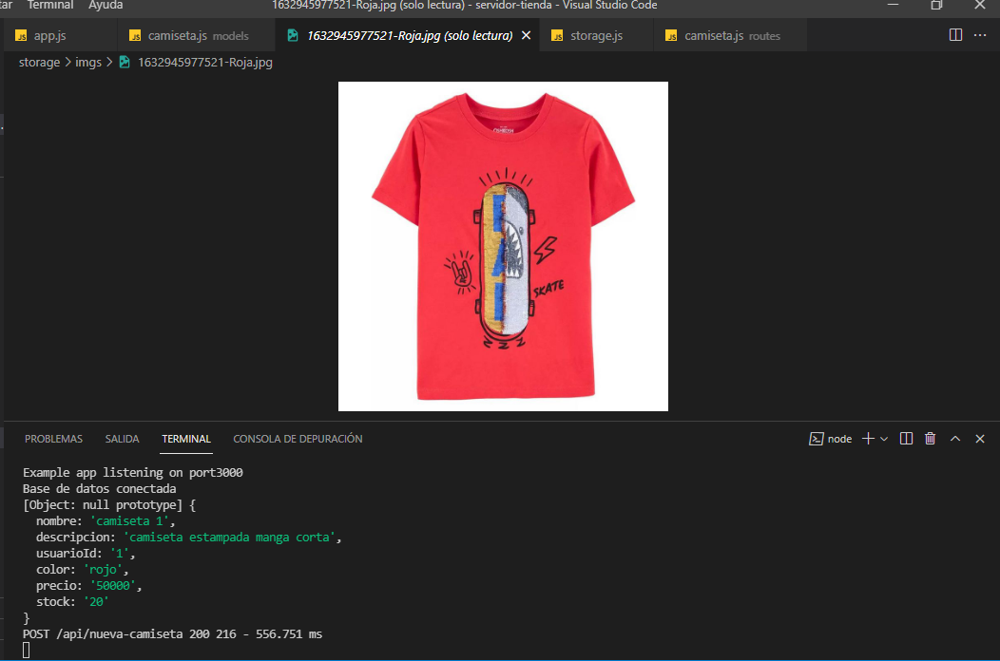 tar Terminal Ayuda 1632945977521-Roja.jpg (solo lectura) - servidor-tienda - Visual Studio Code
app.js camiseta.js models 1632945977521-Roja.jpg (solo lectura) storage.js camiseta.js routes
storage > imgs > 1632945977521-Roja.jpg
OSHKOSH
SKATE
ZZZ
PROBLEMAS SALIDA TERMINAL CONSOLA DE DEPURACIÓN node
Example app listening on port3000
Base de datos conectada
[Object: null prototype] {
nombre: 'camiseta 1',
descripcion: 'camiseta estampada manga corta',
usuarioId: '1',
color: 'rojo',
precio: '50000',
stock: '20'
}
POST /api/nueva-camiseta 200 216 - 556.751 ms